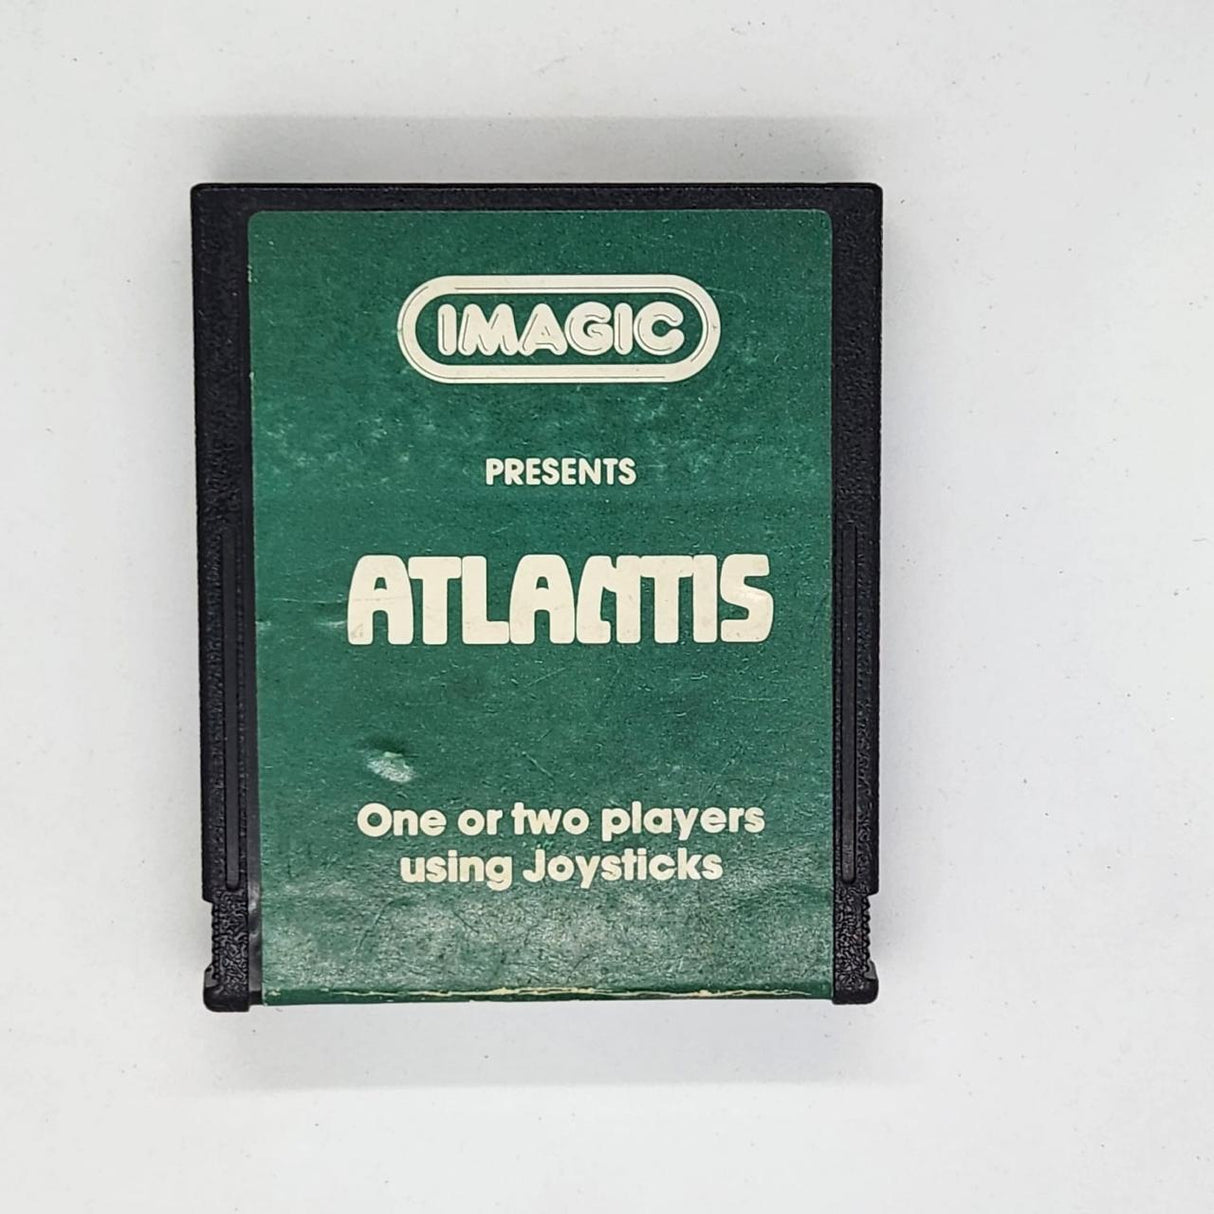 IMAGIC
PRESENTS
ATLANTIS
One or two players
using Joysticks